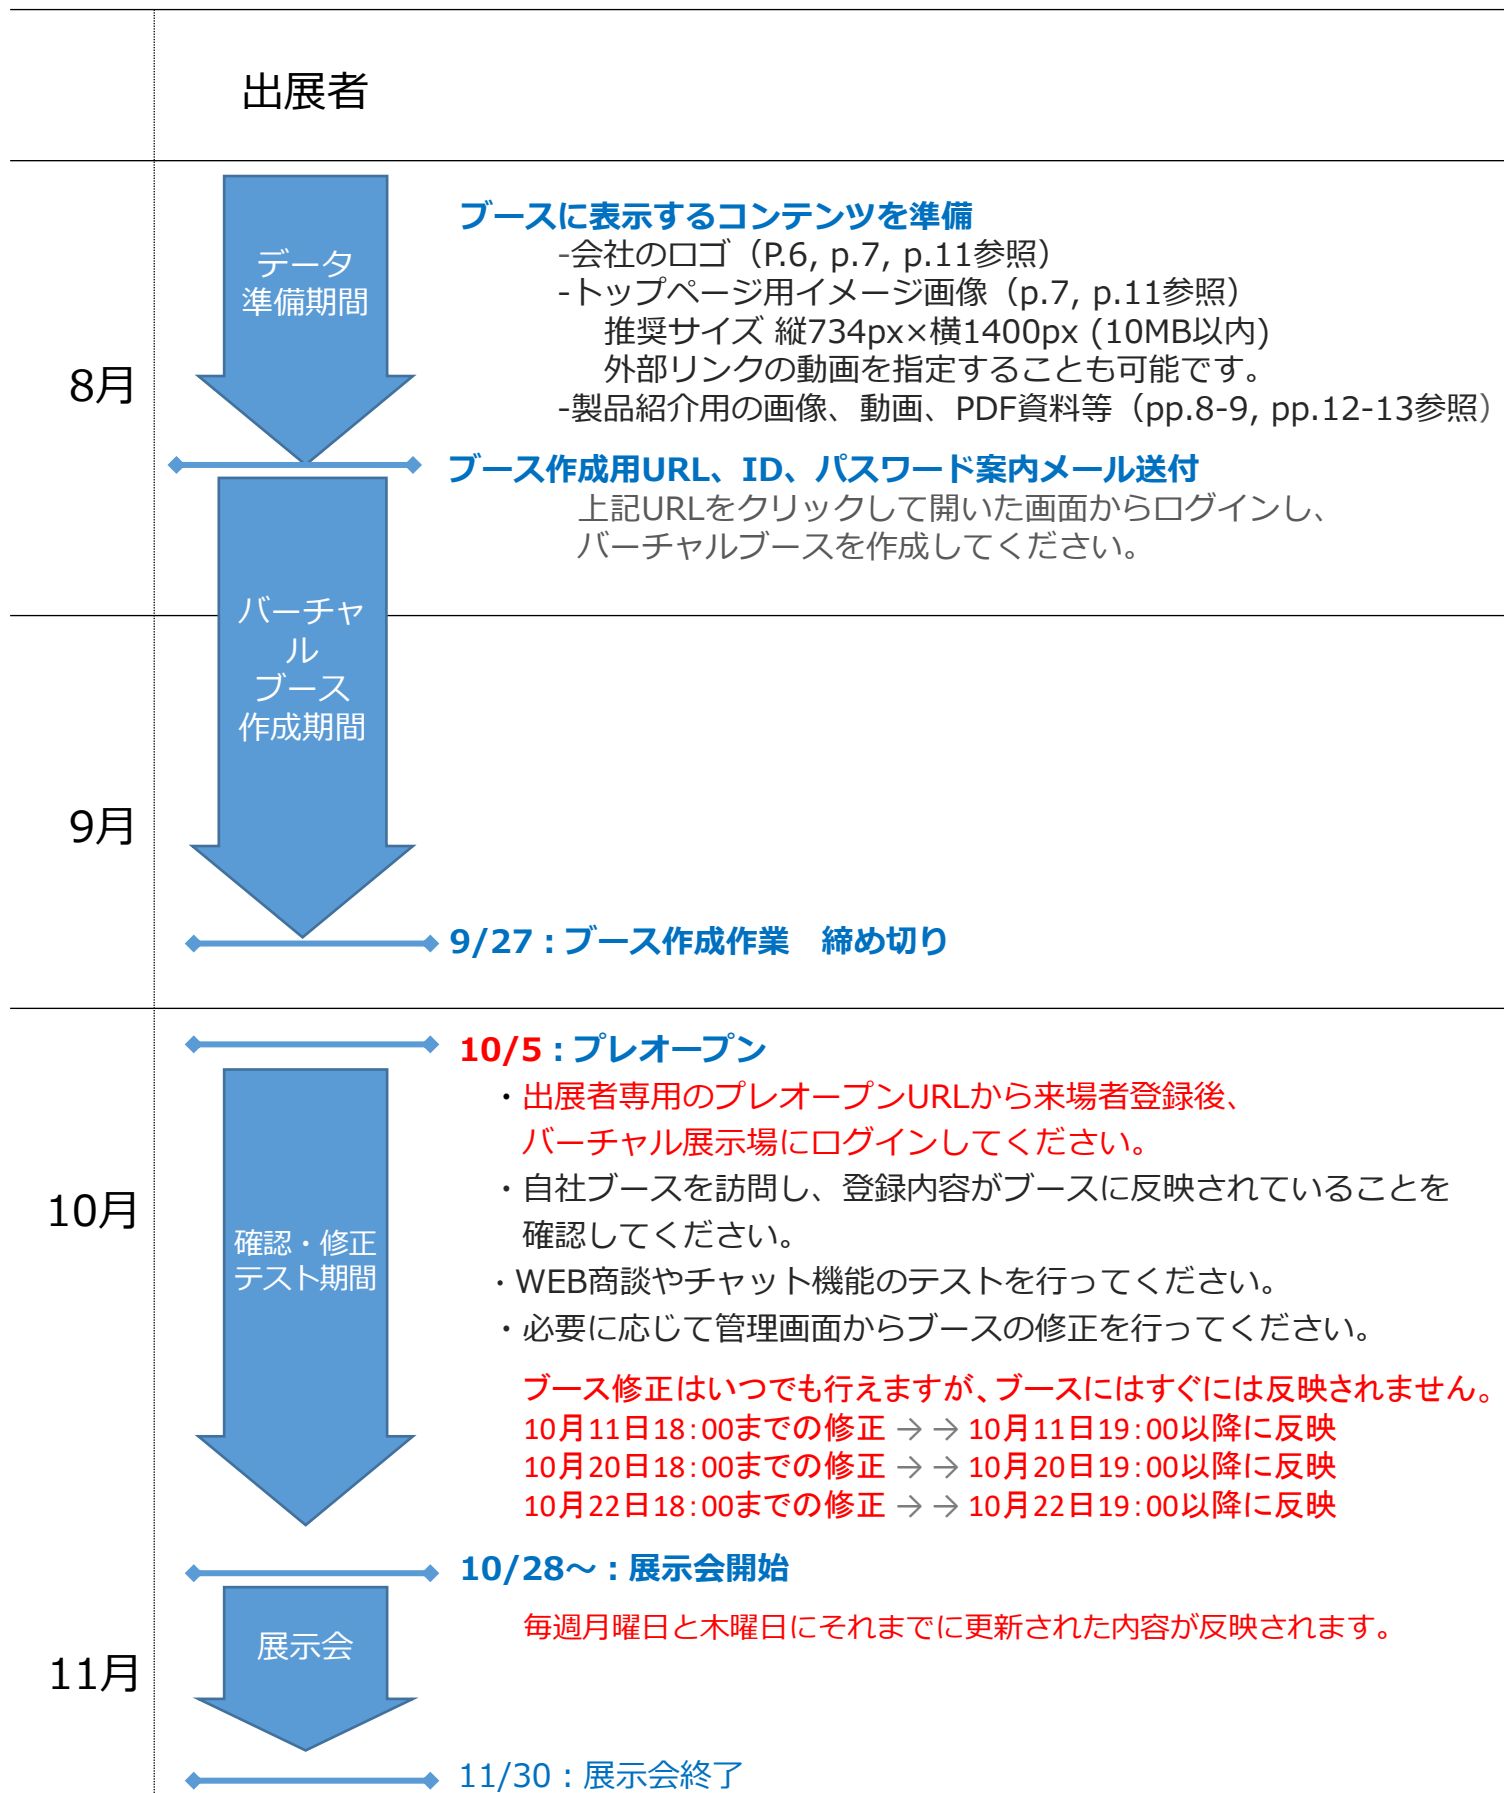 出展者
8月
データ
準備期間
ブースに表示するコンテンツを準備
-会社のロゴ（P.6, p.7, p.11参照）
-トップページ用イメージ画像（p.7, p.11参照）
推奨サイズ 縦734px×横1400px (10MB以内)
外部リンクの動画を指定することも可能です。
-製品紹介用の画像、動画、PDF資料等（pp.8-9, pp.12-13参照）
ブース作成用URL、ID、パスワード案内メール送付
上記URLをクリックして開いた画面からログインし、
バーチャルブースを作成してください。
バーチャ
ル
ブース
作成期間
9月
9/27：ブース作成作業　締め切り
10月
10/5：プレオープン
・出展者専用のプレオープンURLから来場者登録後、
バーチャル展示場にログインしてください。
・自社ブースを訪問し、登録内容がブースに反映されていることを
確認してください。
・WEB商談やチャット機能のテストを行ってください。
・必要に応じて管理画面からブースの修正を行ってください。
確認・修正
テスト期間
ブース修正はいつでも行えますが、ブースにはすぐには反映されません。
10月11日18：00までの修正 →→ 10月11日19：00以降に反映
10月20日18：00までの修正 →→ 10月20日19：00以降に反映
10月22日18：00までの修正 →→ 10月22日19：00以降に反映
10/28～：展示会開始
毎週月曜日と木曜日にそれまでに更新された内容が反映されます。
展示会
11月
11/30：展示会終了